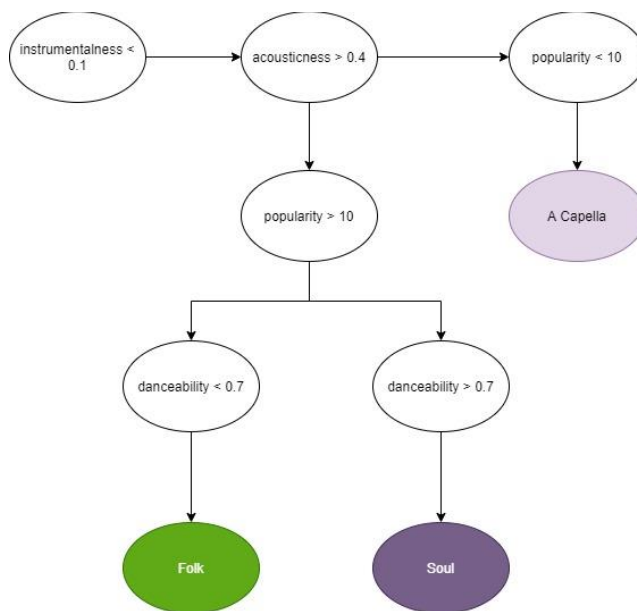 instrumentalness <
0.1
acousticness > 0.4
popularity < 10
popularity > 10
A Capella
danceability < 0.7
danceability > 0.7
Folk
Soul